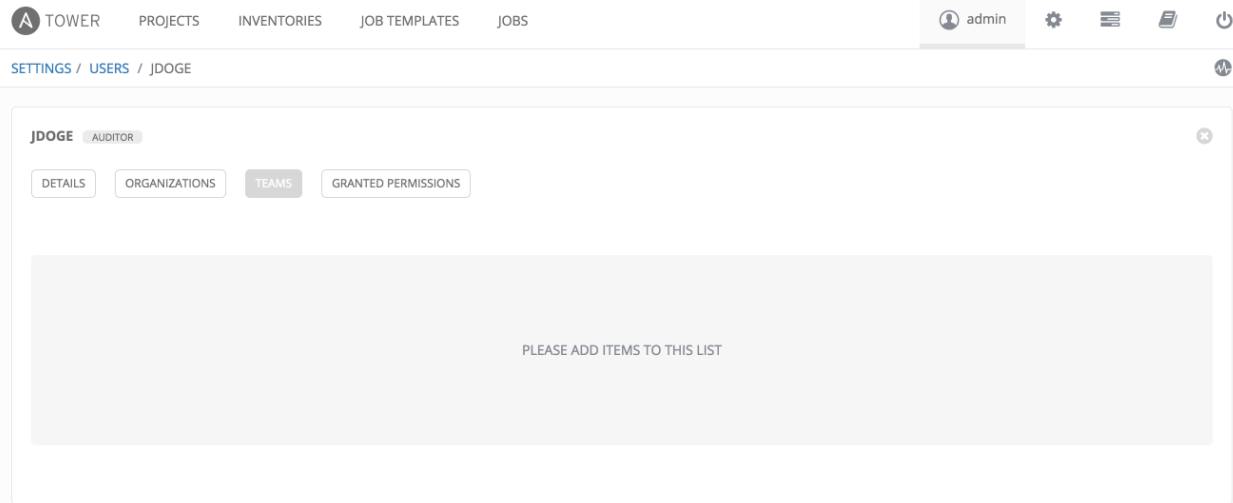 TOWER PROJECTS INVENTORIES JOB TEMPLATES JOBS admin
SETTINGS / USERS / JDOGE
JDOGE AUDITOR
DETAILS ORGANIZATIONS TEAMS GRANTED PERMISSIONS
PLEASE ADD ITEMS TO THIS LIST